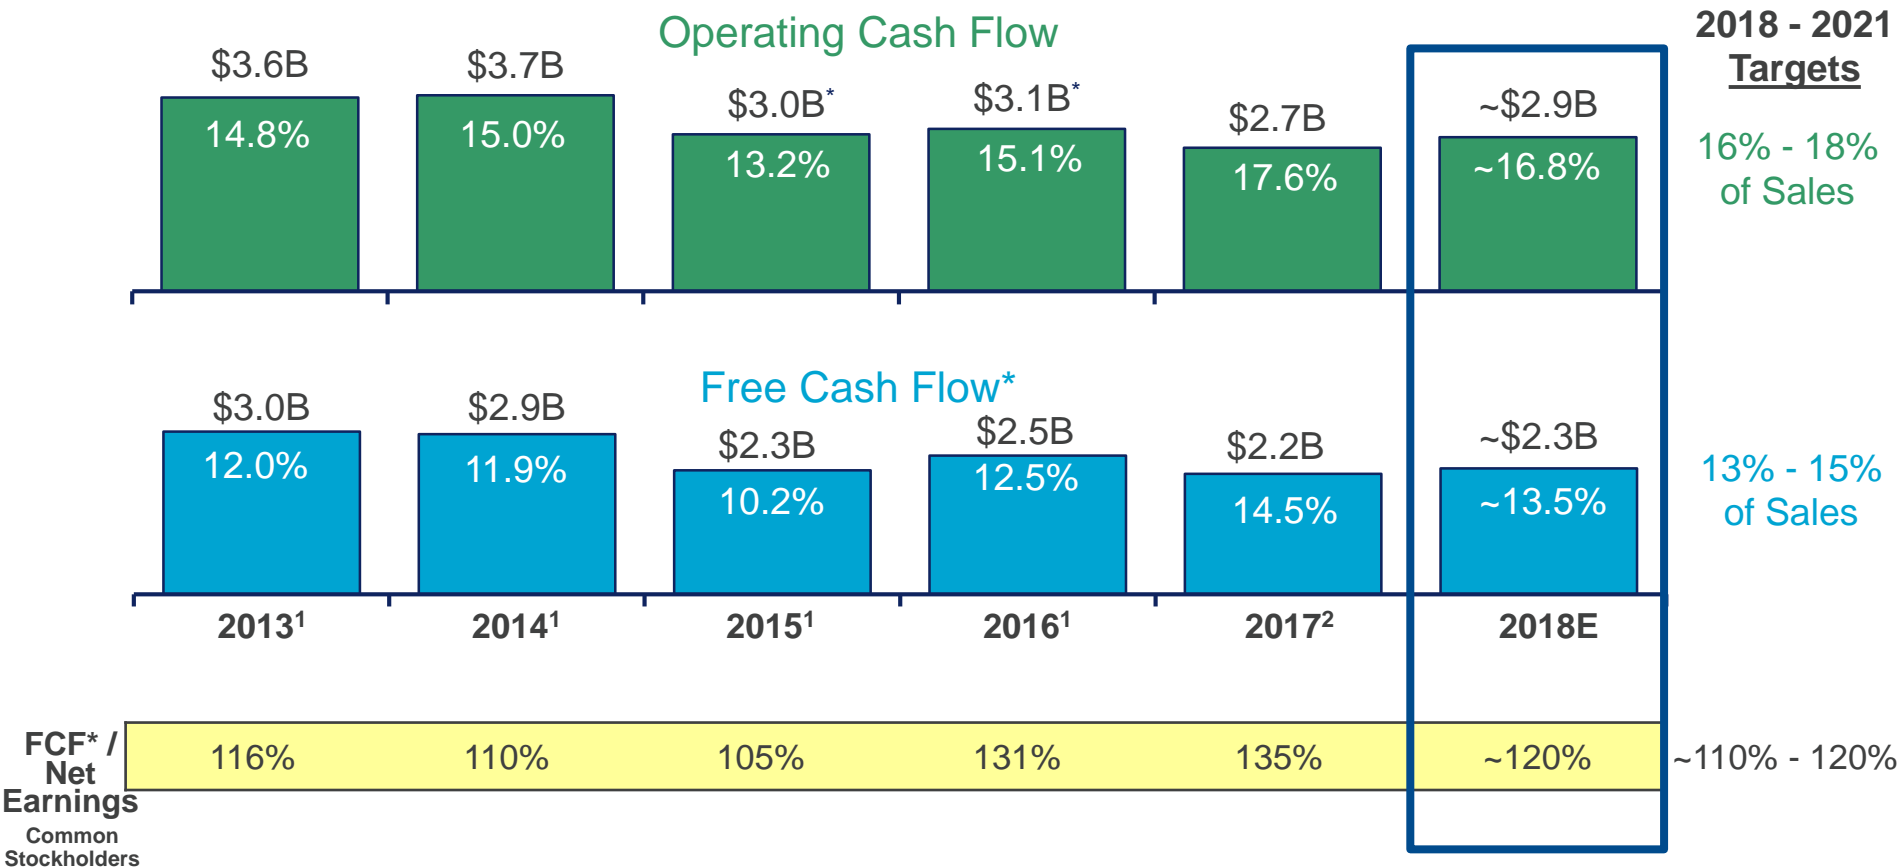 Operating Cash Flow
2018 - 2021
Targets
$3.6B
$3.7B
$3.0B*
$3.1B*
$2.7B
~$2.9B
14.8%
15.0%
13.2%
15.1%
17.6%
~16.8%
16% - 18%
of Sales
Free Cash Flow*
$3.0B
$2.9B
$2.3B
$2.5B
$2.2B
~$2.3B
12.0%
11.9%
10.2%
12.5%
14.5%
~13.5%
13% - 15%
of Sales
2013¹
2014¹
2015¹
2016¹
2017²
2018E
FCF* /
Net
Earnings
Common
Stockholders
116%
110%
105%
131%
135%
~120%
~110% - 120%